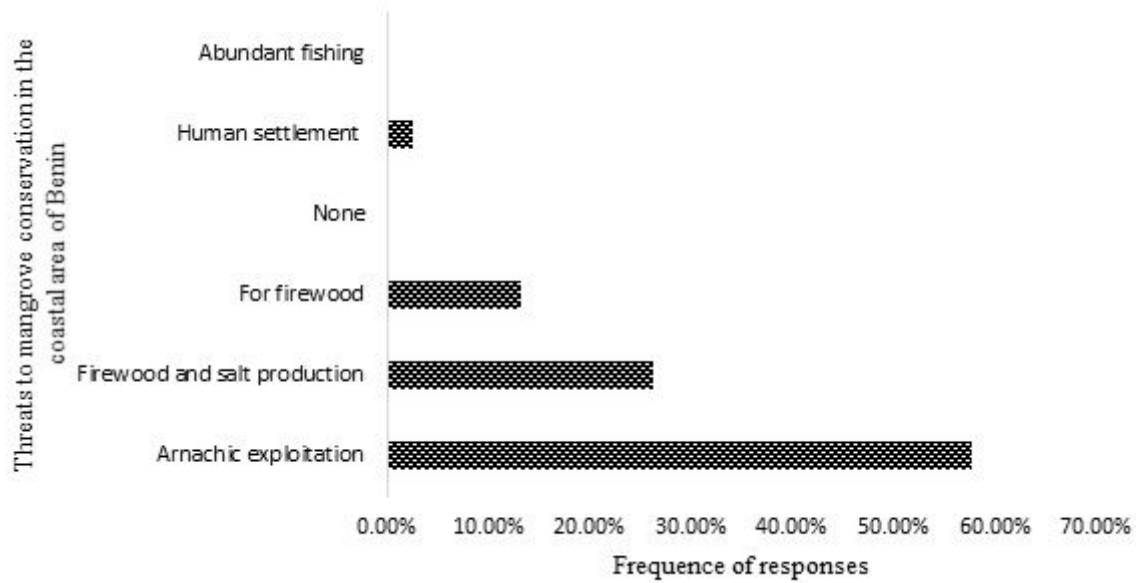 Threats to mangrove conservation in the
coastal area of Benin
Abundant fishing
Human settlement
None
For firewood
Firewood and salt production
Arnachic exploitation
0.00% 10.00% 20.00% 30.00% 40.00% 50.00% 60.00% 70.00%
Frequence of responses